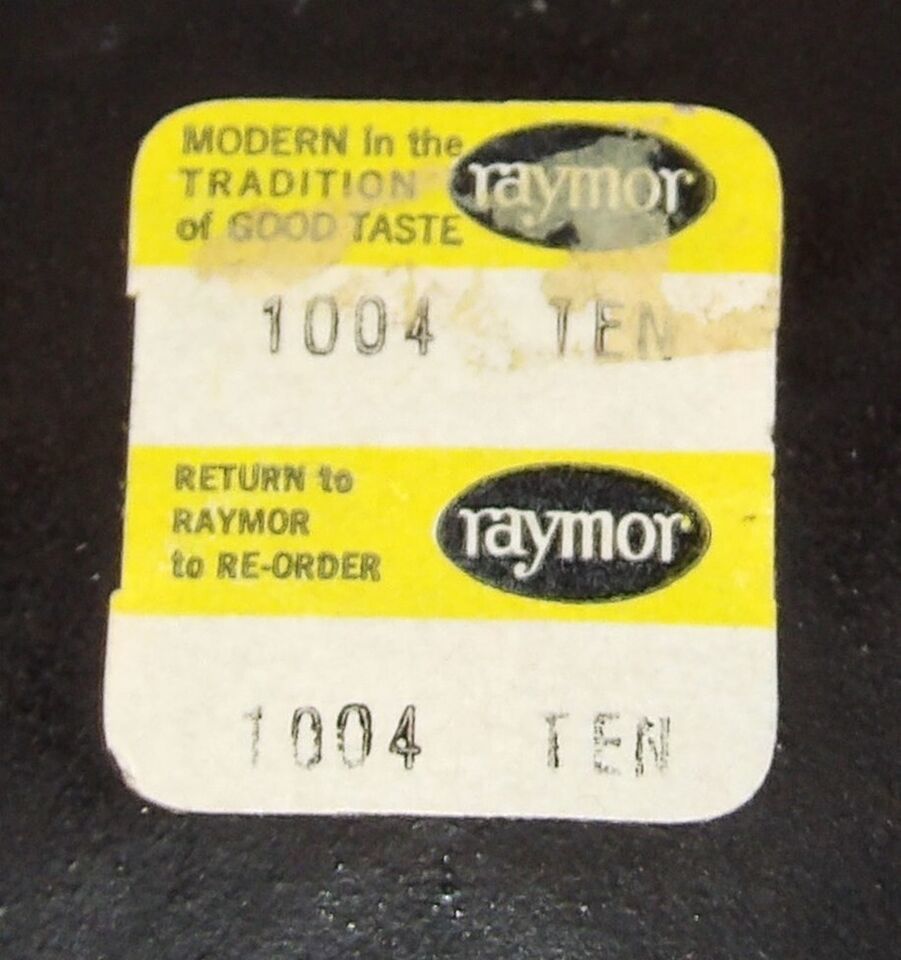 MODERN in the
TRADITION
of GOOD TASTE
raymor
1004 TEN
RETURN to
RAYMOR
to RE-ORDER
raymor
1004 TEN